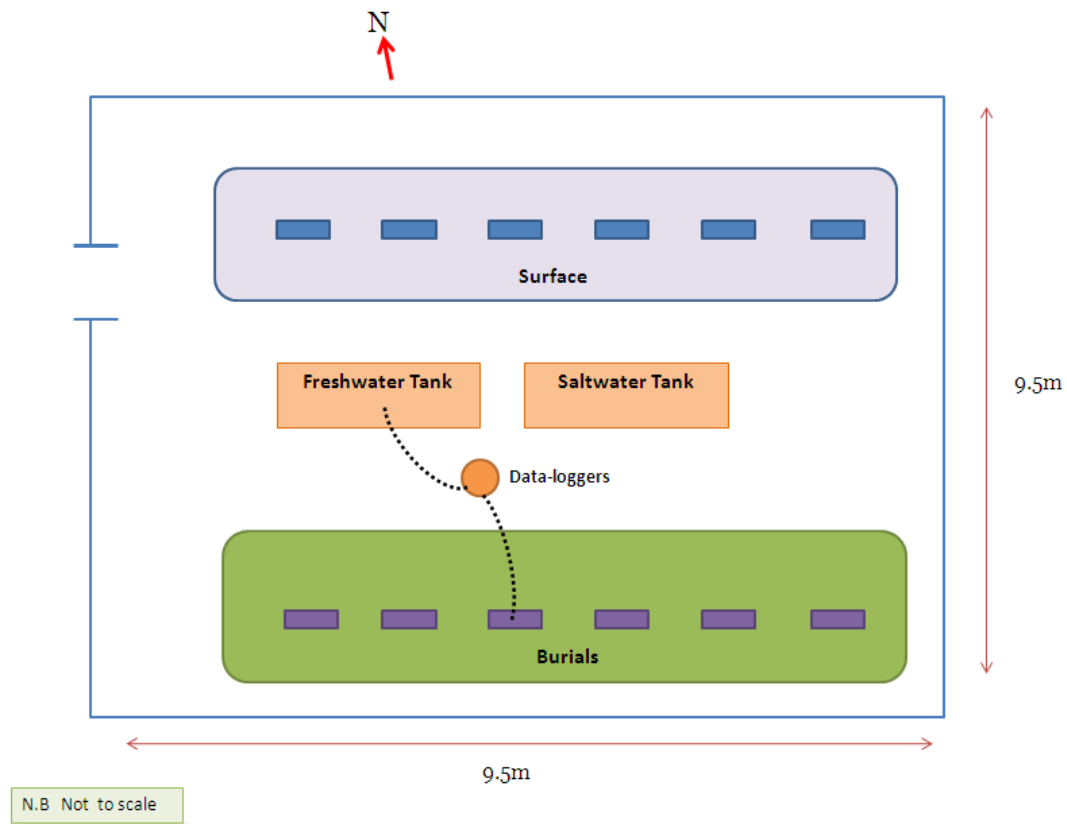 N
Surface
Freshwater Tank
Saltwater Tank
9.5m
Data-loggers
Burials
9.5m
N.B Not to scale